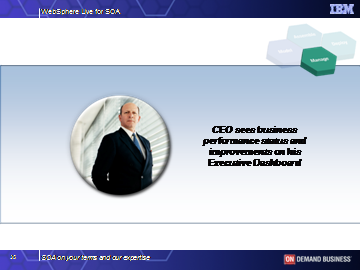 WebSphere Live for SOA
IBM
Manage
CEO sees business
performance status and
improvements on his
Executive Dashboard
SOA on your terms and our expertise
ON DEMAND BUSINESS